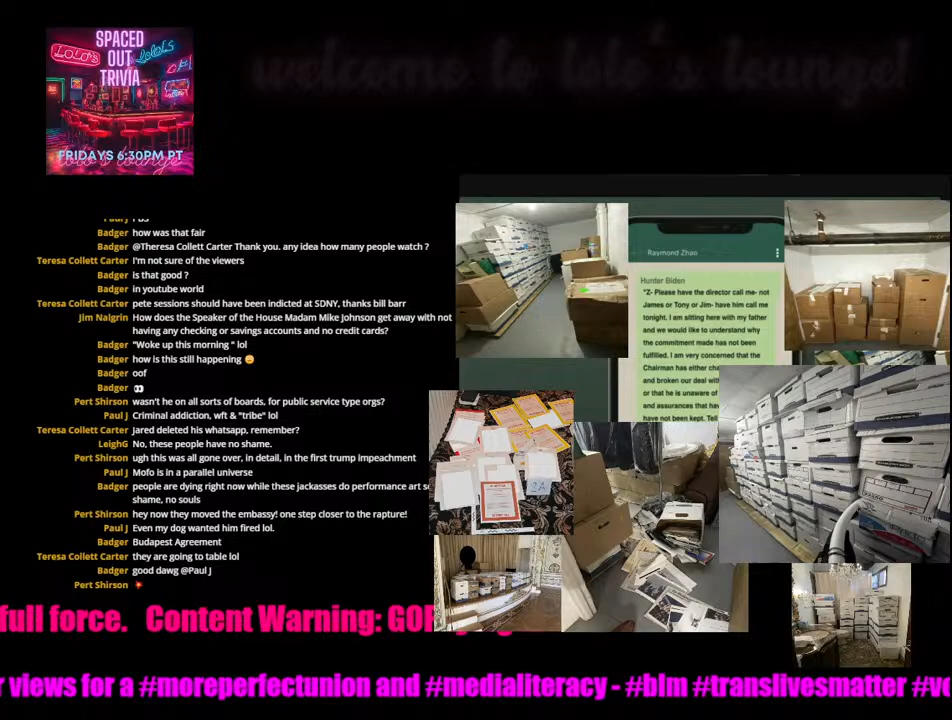 SPACED
OUT
TRIVIA
LOLO'S
LOLO'S
FRIDAYS 6:30PM PT
lolo's lounge
welcome to lolo's lounge!
Badger how was that fair
Badger @Theresa Collett Carter Thank you. any idea how many people watch ?
Teresa Collett Carter I'm not sure of the viewers
Badger is that good ?
Badger in youtube world
Teresa Collett Carter pete sessions should have been indicted at SDNY, thanks bill barr
Jim Nalgrin How does the Speaker of the House Madam Mike Johnson get away with not
having any checking or savings accounts and no credit cards?
Badger "Woke up this morning " lol
Badger how is this still happening 😞
Badger oof
Badger 👀
Pert Shirson wasn't he on all sorts of boards, for public service type orgs?
Paul J Criminal addiction, wft & "tribe" lol
Teresa Collett Carter Jared deleted his whatsapp, remember?
LeighG No, these people have no shame.
Pert Shirson ugh this was all gone over, in detail, in the first trump impeachment
Paul J Mofo is in a parallel universe
Badger people are dying right now while these jackasses do performance art
shame, no souls
Pert Shirson hey now they moved the embassy! one step closer to the rapture!
Paul J Even my dog wanted him fired lol.
Badger Budapest Agreement
Teresa Collett Carter they are going to table lol
Badger good dawg @Paul J
Pert Shirson 💥
Raymond Zhao
Hunter Biden
"Z- Please have the director call me- not
James or Tony or Jim- have him call me
tonight. I am sitting here with my father
and we would like to understand why
the commitment made has not been
fulfilled. I am very concerned that the
Chairman has either
and broken our deal
or that he is unaware of
and assurances that
have not been kept. Tell
2A
full force. Content Warning: GOP
views for a #moreperfectunion and #medialiteracy - #blm #translivesmatter